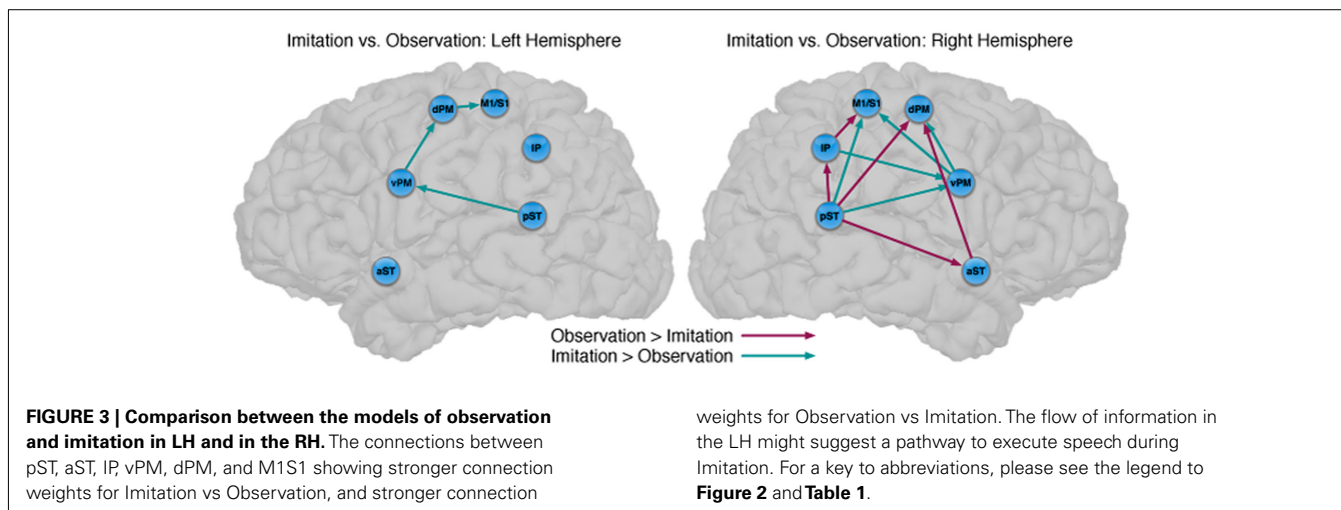 Imitation vs. Observation: Left Hemisphere
Imitation vs. Observation: Right Hemisphere
dPM
M1/S1
IP
vPM
pST
aST
M1/S1
dPM
IP
vPM
pST
aST
Observation > Imitation
Imitation > Observation
FIGURE 3 | Comparison between the models of observation
and imitation in LH and in the RH. The connections between
pST, aST, IP, vPM, dPM, and M1S1 showing stronger connection
weights for Imitation vs Observation, and stronger connection
weights for Observation vs Imitation. The flow of information in
the LH might suggest a pathway to execute speech during
Imitation. For a key to abbreviations, please see the legend to
Figure 2 and Table 1.